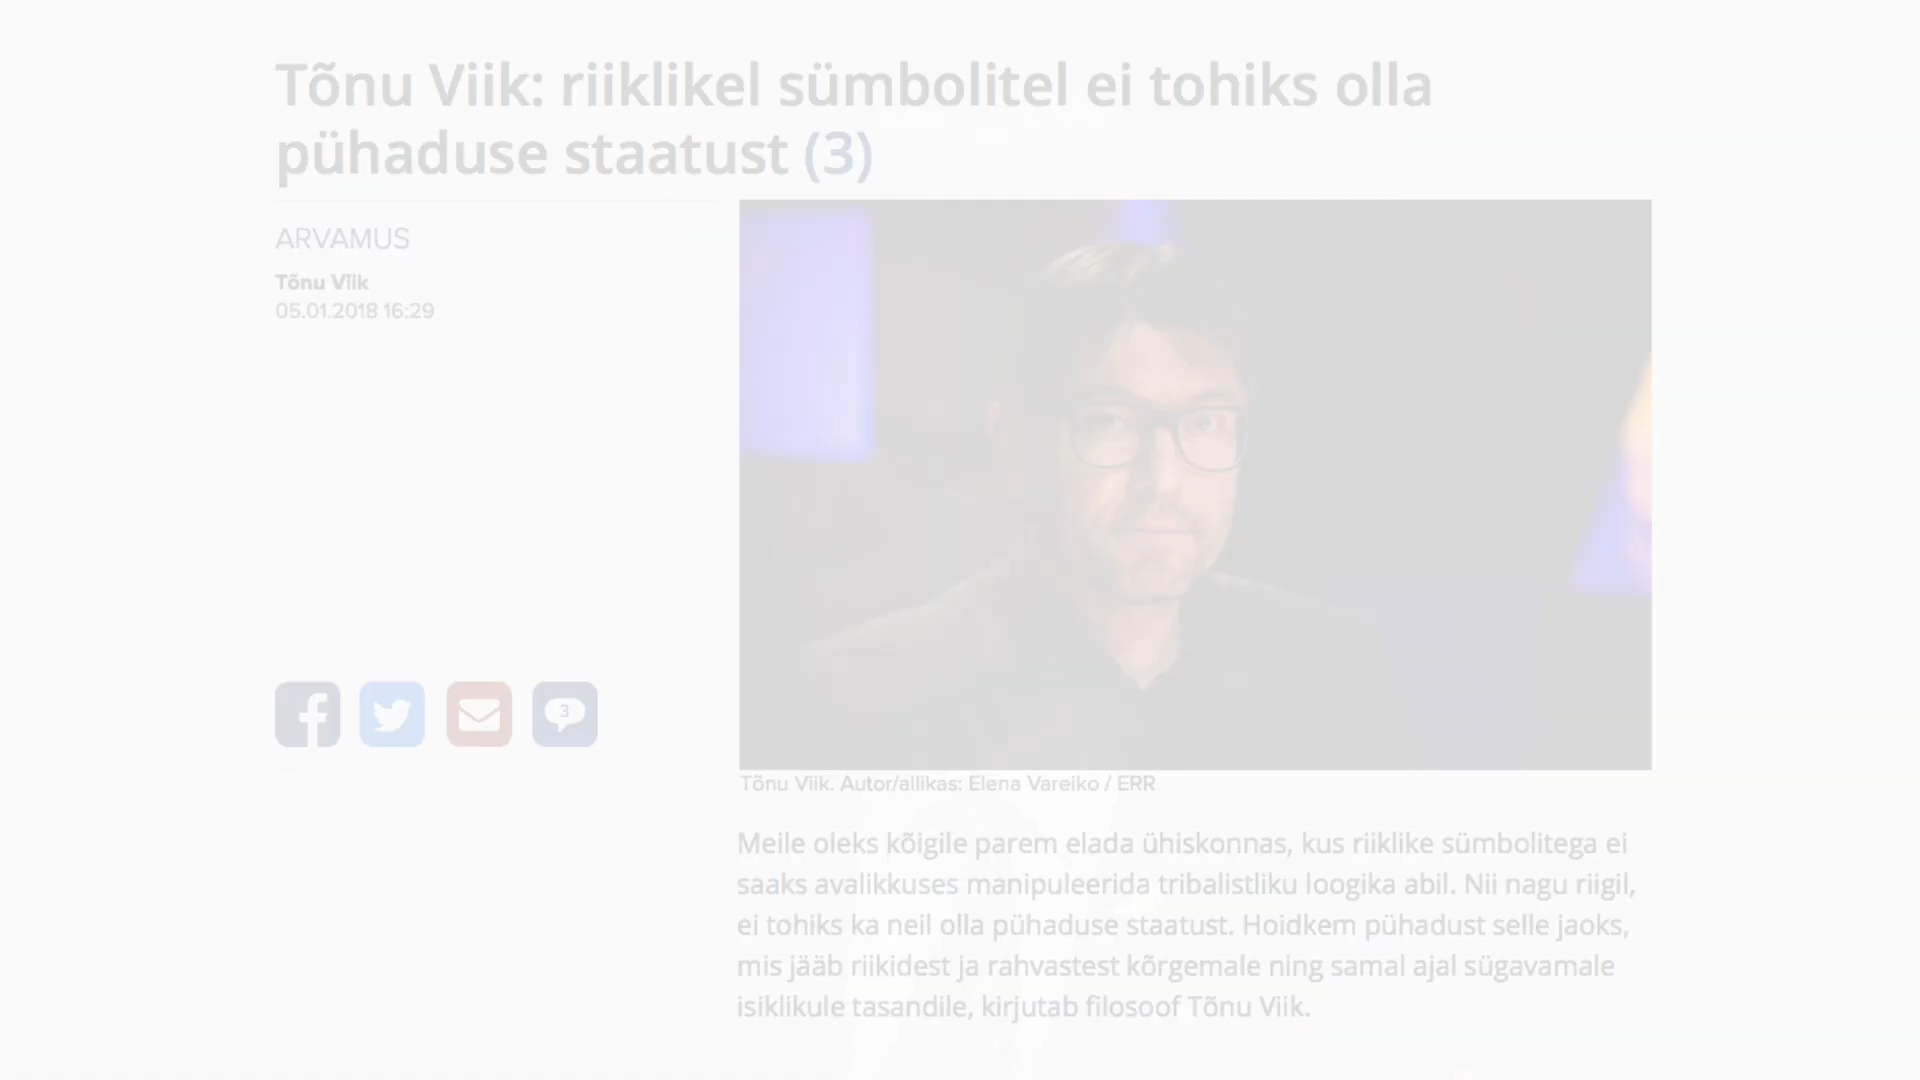 Tõnu Viik: riiklikel sümbolitel ei tohiks olla
pühaduse staatust (3)
ARVAMUS
Tõnu Viik
05.01.2018 16:29
3
Tõnu Viik. Autor/allikas: Elena Vareiko / ERR
Meile oleks kõigile parem elada ühiskonnas, kus riiklike sümbolitega ei
saaks avalikkuses manipuleerida tribalistliku loogika abil. Nii nagu riigil,
ei tohiks ka neil olla pühaduse staatust. Hoidkem pühadust selle jaoks,
mis jääb riikidest ja rahvastest kõrgemale ning samal ajal sügavamale
isiklikule tasandile, kirjutab filosoof Tõnu Viik.